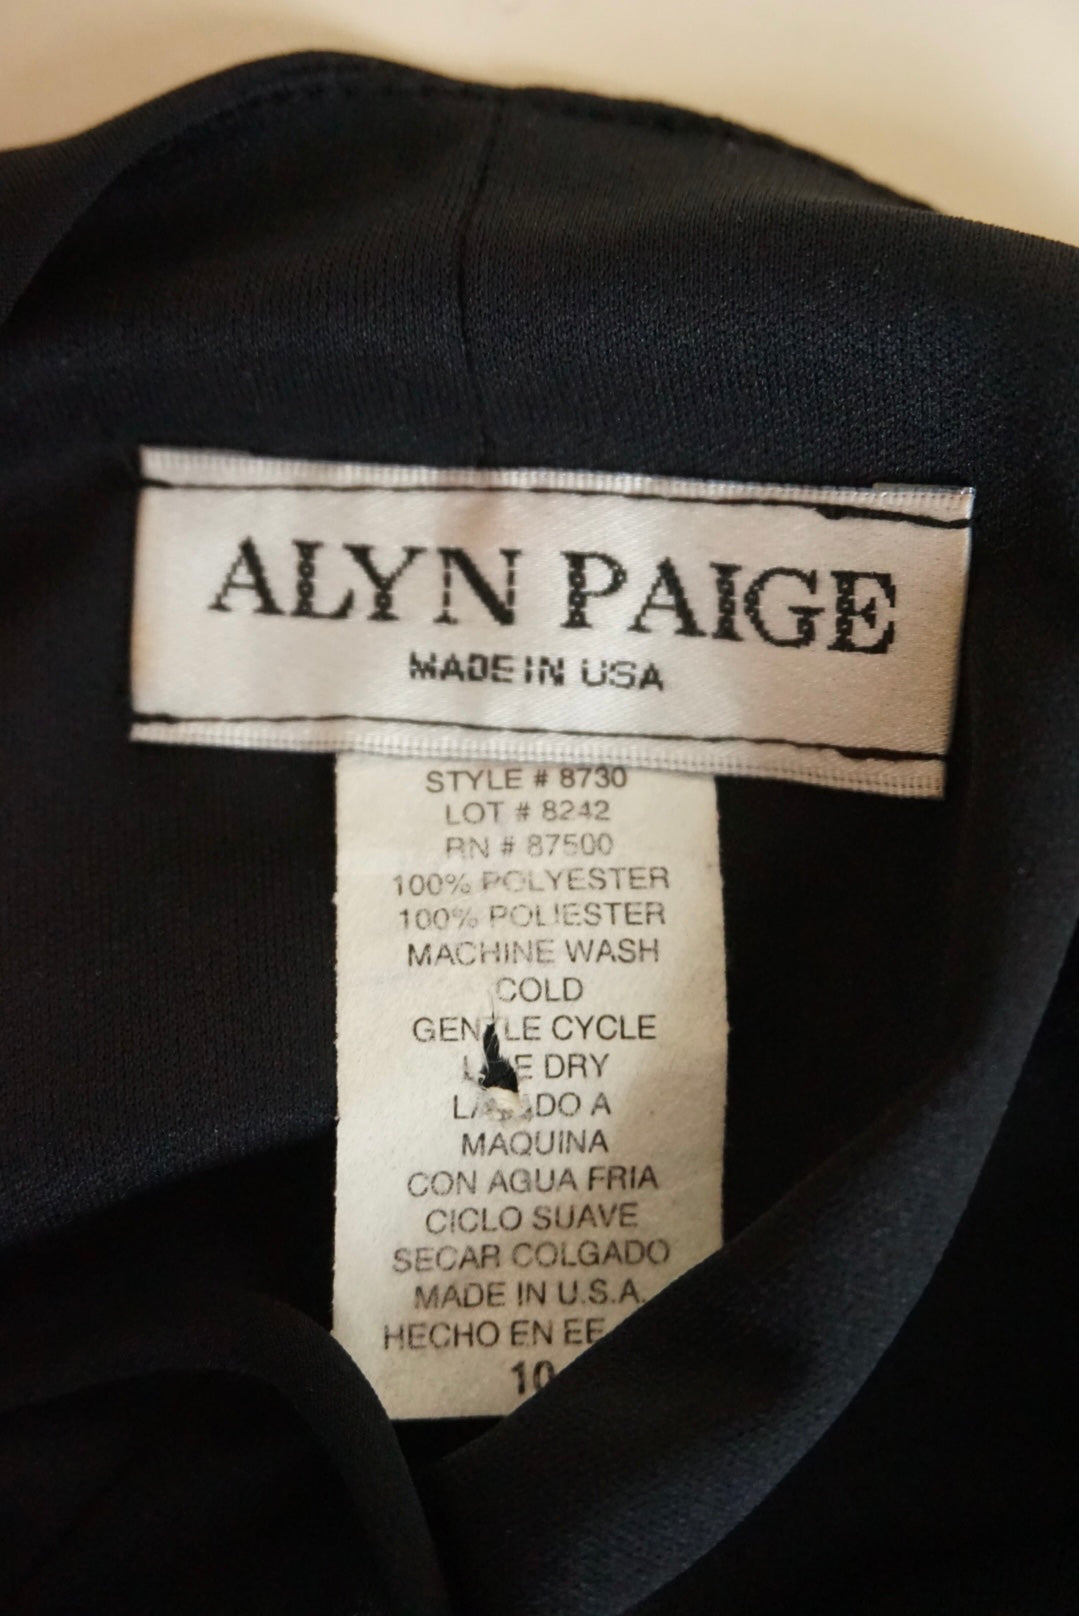 ALYN PAIGE
MADE IN USA
STYLE # 8730
LOT # 8242
RN # 87500
100% POLYESTER
100% POLIESTER
MACHINE WASH
COLD
GENTLE CYCLE
DRY
A
MAQUINA
CON AGUA FRIA
CICLO SUAVE
SECAR COLGADO
MADE IN U.S.A.
HECHO EN EE
10